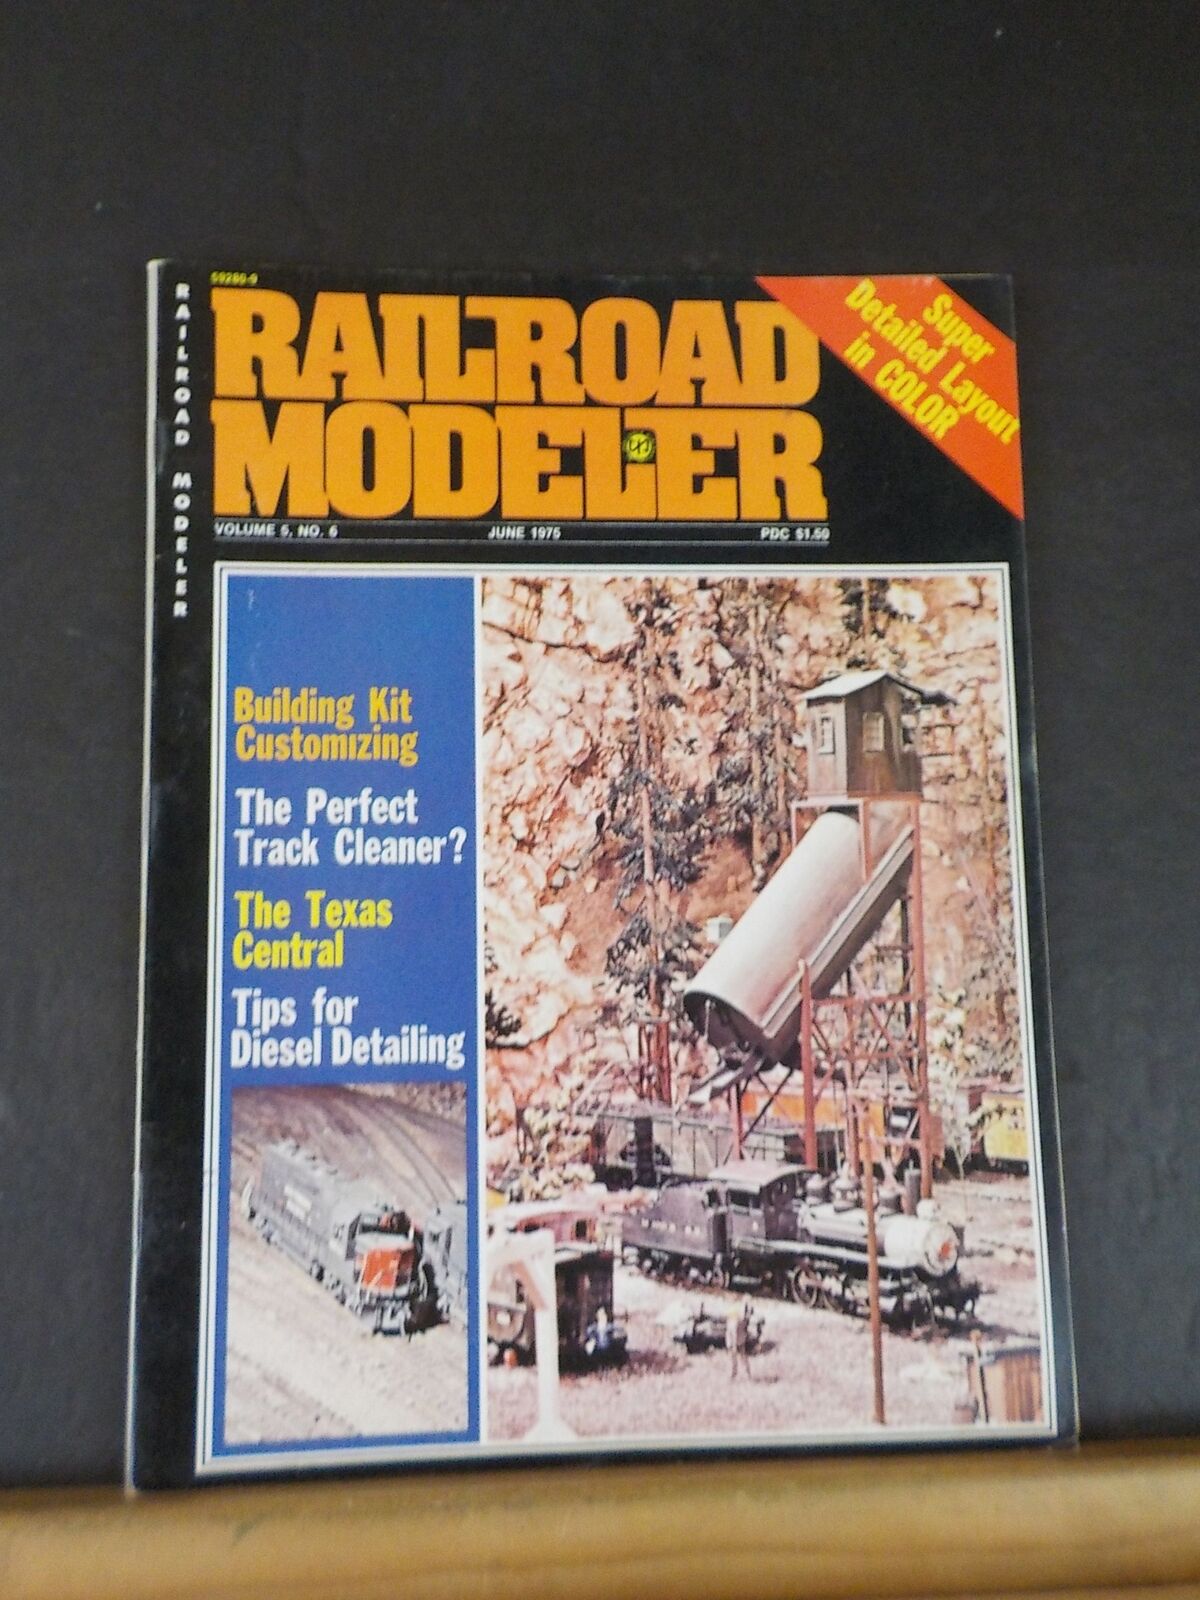 59280-9
RAILROAD
MODELER
RAILROAD MODELER
Super
Detailed Layout
in COLOR
VOLUME 5, NO. 6 JUNE 1975 PDC $1.50
Building Kit
Customizing
The Perfect
Track Cleaner?
The Texas
Central
Tips for
Diesel Detailing